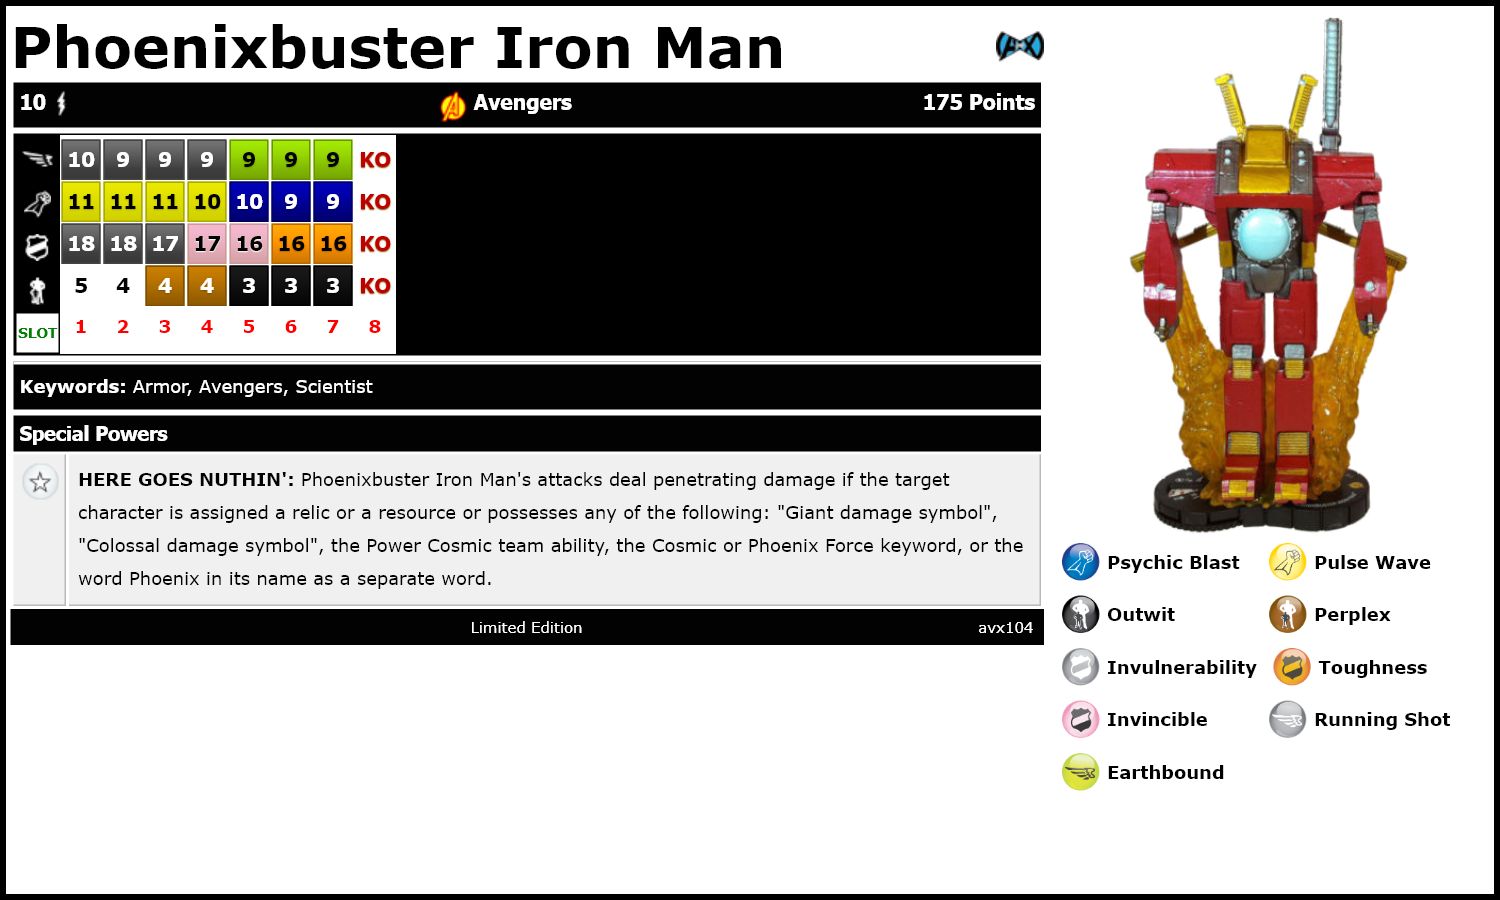 Phoenixbuster Iron Man
10 Avengers 175 Points
10 9 9 9 9 9 9 KO
11 11 11 10 10 9 9 KO
18 18 17 17 16 16 16 KO
5 4 4 4 3 3 3 KO
SLOT 1 2 3 4 5 6 7 8
Keywords: Armor, Avengers, Scientist
Special Powers
HERE GOES NUTHIN': Phoenixbuster Iron Man's attacks deal penetrating damage if the target
character is assigned a relic or a resource or possesses any of the following: "Giant damage symbol",
"Colossal damage symbol", the Power Cosmic team ability, the Cosmic or Phoenix Force keyword, or the
word Phoenix in its name as a separate word.
Limited Edition avx104
Psychic Blast Pulse Wave
Outwit Perplex
Invulnerability Toughness
Invincible Running Shot
Earthbound